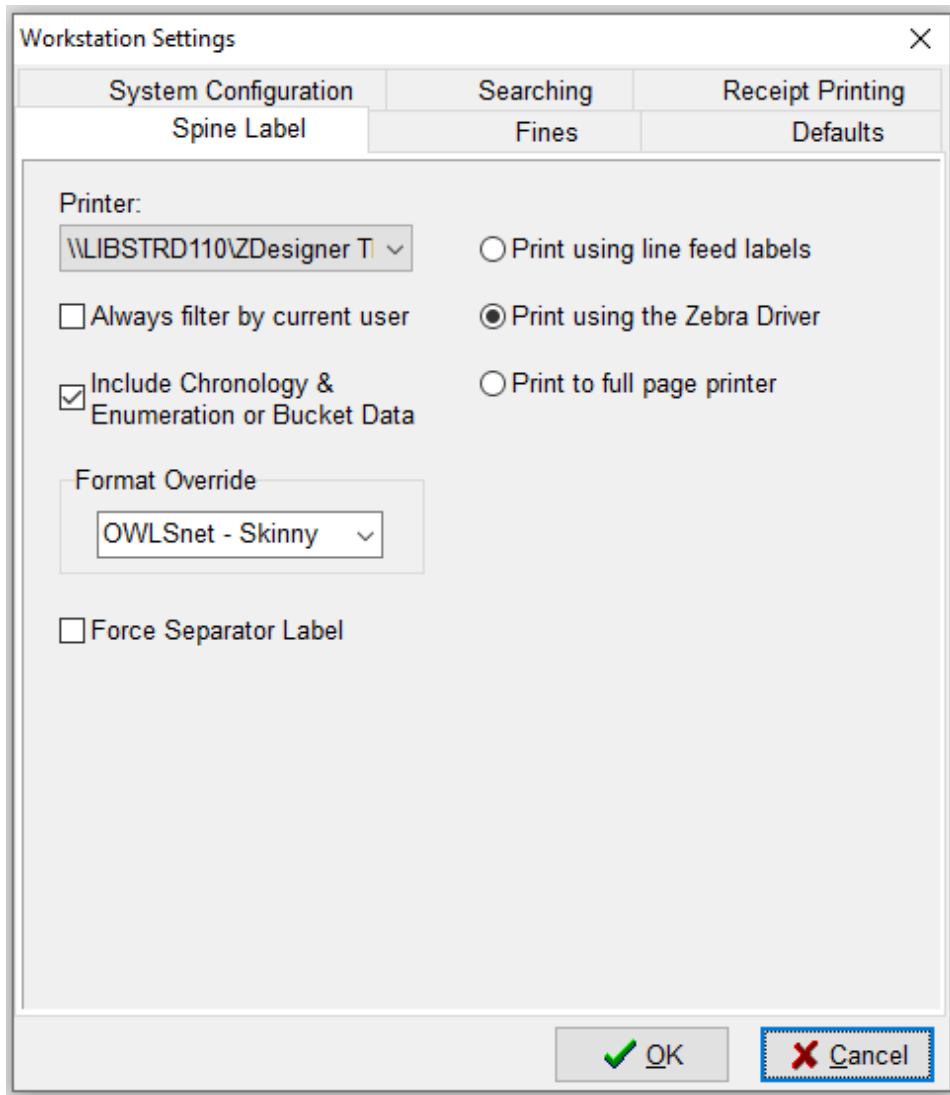 Workstation Settings
System Configuration
Searching
Receipt Printing
Spine Label
Fines
Defaults
Printer:
\\LIBSTRD110\ZDesigner T
Print using line feed labels
Always filter by current user
Print using the Zebra Driver
Include Chronology &
Enumeration or Bucket Data
Print to full page printer
Format Override
OWLSnet - Skinny
Force Separator Label
OK
Cancel